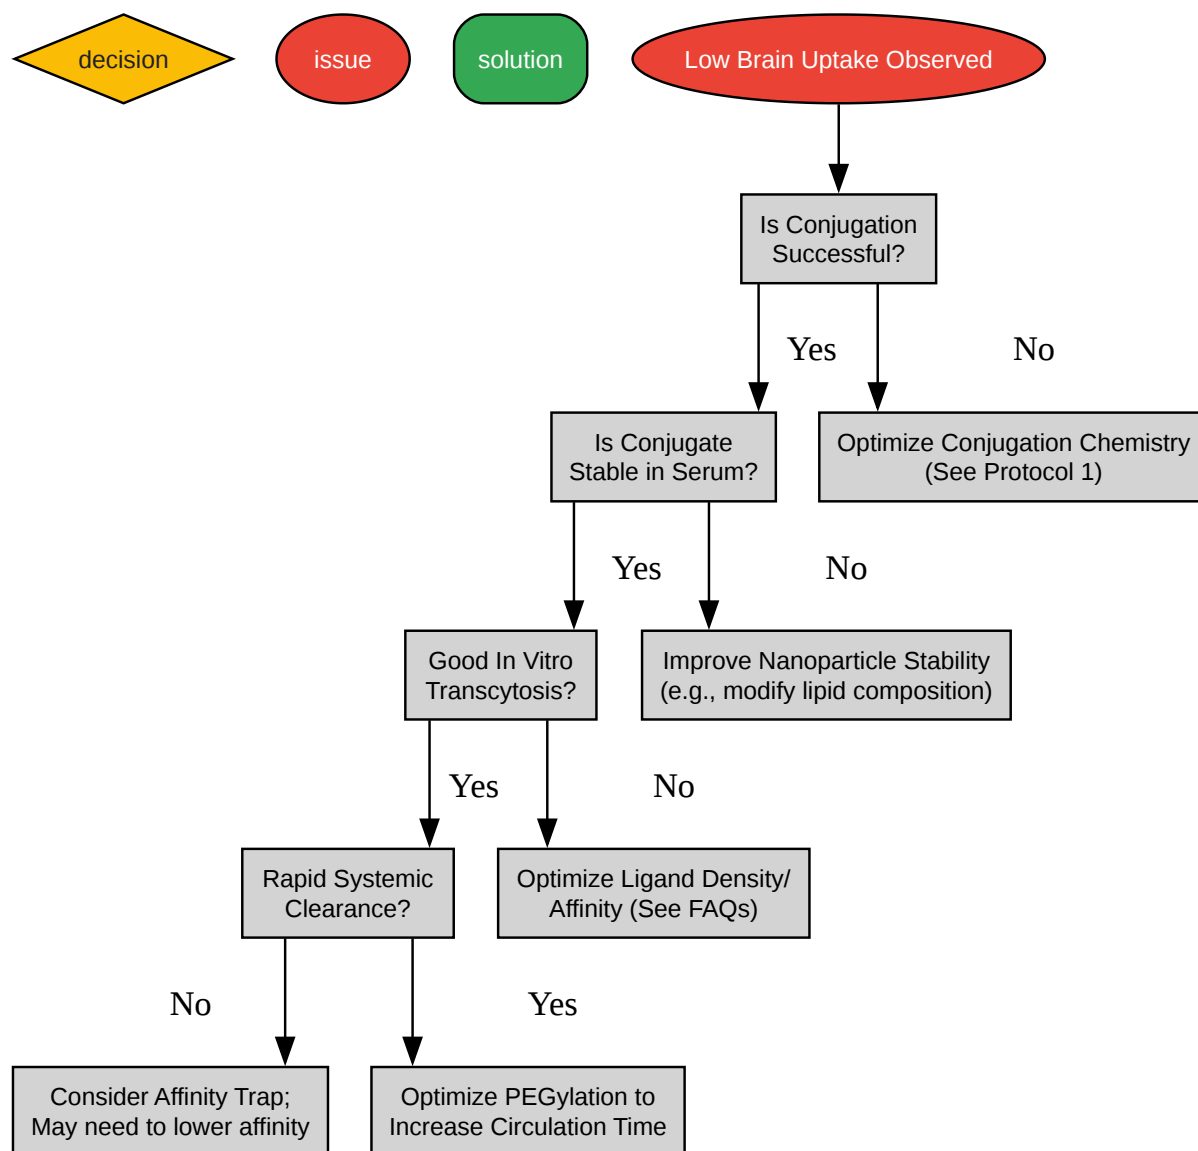 decision
issue
solution
Low Brain Uptake Observed
Is Conjugation
Successful?
Yes
No
Is Conjugate
Stable in Serum?
Optimize Conjugation Chemistry
(See Protocol 1)
Yes
No
Good In Vitro
Transcytosis?
Improve Nanoparticle Stability
(e.g., modify lipid composition)
Yes
No
Rapid Systemic
Clearance?
Optimize Ligand Density/
Affinity (See FAQs)
No
Yes
Consider Affinity Trap;
May need to lower affinity
Optimize PEGylation to
Increase Circulation Time